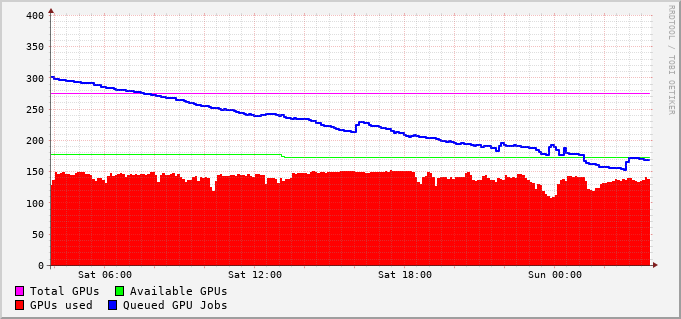 400
350
300
250
200
150
100
50
0
Sat 06:00 Sat 12:00 Sat 18:00 Sun 00:00
Total GPUs Available GPUs
GPUs used Queued GPU Jobs
RRDTOOL / TOBI OETIKER